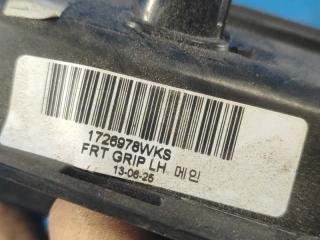 1726978WKS
FRT GRIP LH 메인
13-06-25